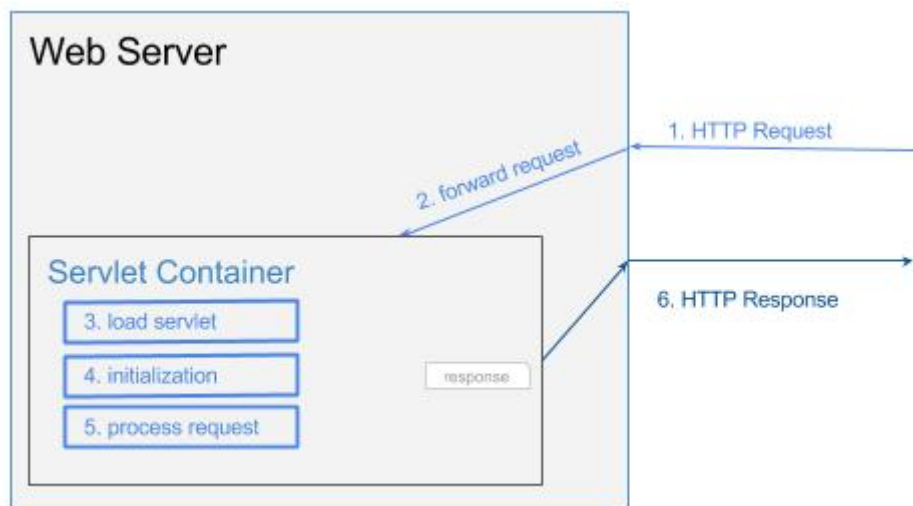 Web Server
1. HTTP Request
2. forward request
Servlet Container
3. load servlet
6. HTTP Response
4. initialization
response
5. process request